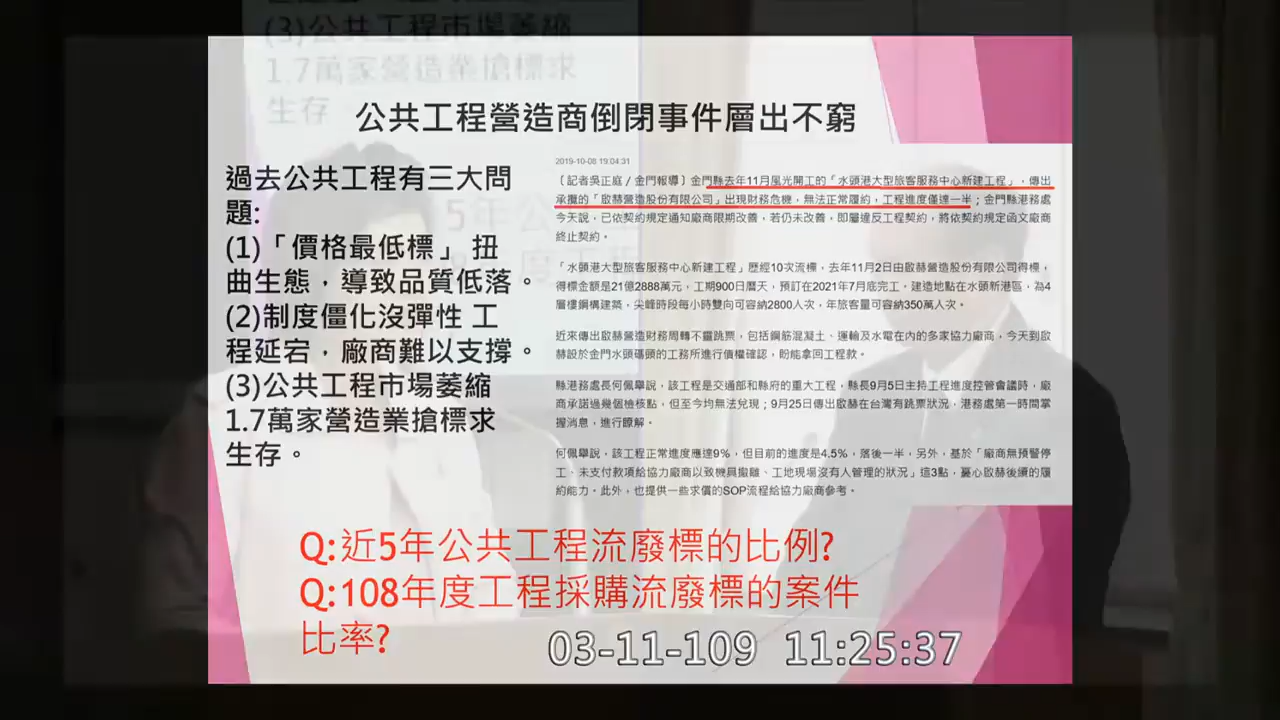 (3)公共工程市場萎縮
1.7萬家營造業搶標求
生存
公共工程營造商倒閉事件層出不窮
過去公共工程有三大問
題:
(1)「價格最低標」 扭
曲生態，導致品質低落。
(2)制度僵化沒彈性 工
程延宕，廠商難以支撐。
(3)公共工程市場萎縮
1.7萬家營造業搶標求
生存。
2019-10-08 19:04:31
〔記者吳正庭／金門報導〕金門縣去年11月風光開工的「水頭港大型旅客服務中心新建工程」，傳出
承攬的「啟赫營造股份有限公司」出現財務危機，無法正常履約，工程進度僅達一半；金門縣港務處
今天說，已依契約規定通知廠商限期改善，若仍未改善，即屬違反工程契約，將依契約規定函文廠商
終止契約。
「水頭港大型旅客服務中心新建工程」歷經10次流標，去年11月2日由啟赫營造股份有限公司得標，
得標金額是21億2888萬元，工期900日曆天，預訂在2021年7月底完工。建造地點在水頭新港區，為4
層樓鋼構建築，尖峰時段每小時雙向可容納2800人次，年旅客量可容納350萬人次。
近來傳出啟赫營造財務周轉不靈跳票，包括鋼筋混凝土、運輸及水電在內的多家協力廠商，今天到啟
赫設於金門水頭碼頭的工務所進行債權確認，盼能拿回工程款。
縣港務處長何佩舉說，該工程是交通部和縣府的重大工程，縣長9月5日主持工程進度控管會議時，廠
商承諾過幾個檢核點，但至今均無法兌現；9月25日傳出啟赫在台灣有跳票狀況，港務處第一時間掌
握消息，進行瞭解。
何佩舉說，該工程正常進度應達9%，但目前的進度是4.5%，落後一半，另外，基於「廠商無預警停
工、未支付款項給協力廠商以致機具撤離、工地現場沒有人管理的狀況」這3點，憂心啟赫後續的履
約能力。此外，也提供一些求償的SOP流程給協力廠商參考。
Q:近5年公共工程流廢標的比例?
Q:108年度工程採購流廢標的案件
比率?
03-11-109 11:25:37